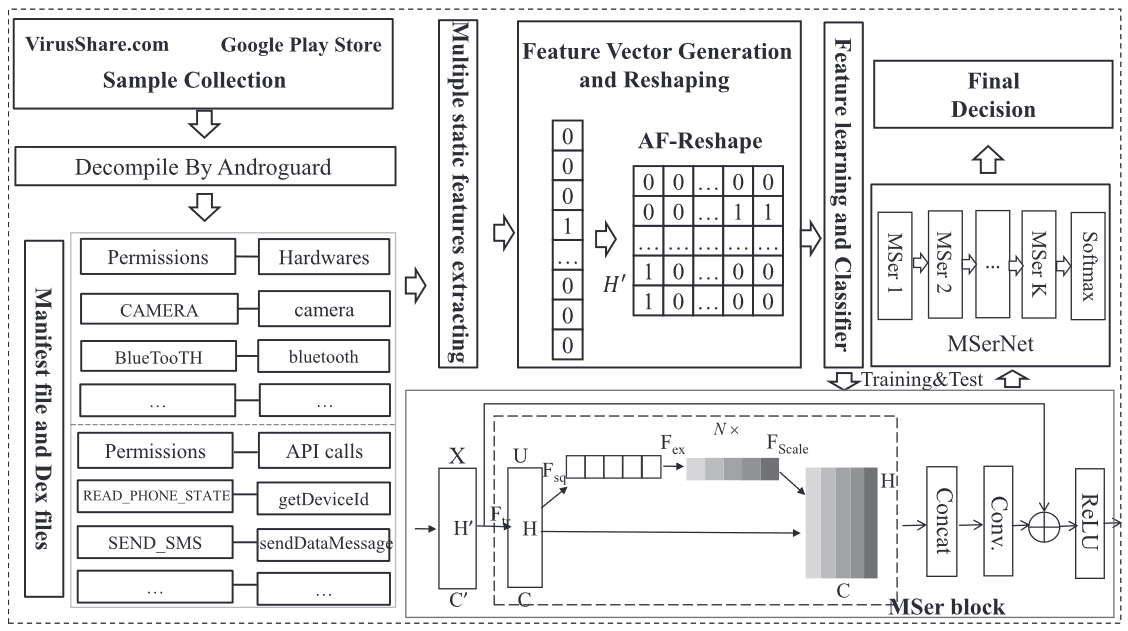 VirusShare.com Google Play Store
Sample Collection
Decompile By Androguard
Manifest file and Dex files
Permissions Hardwares
CAMERA camera
BlueTooTH bluetooth
... ...
Permissions API calls
READ_PHONE_STATE getDeviceId
SEND_SMS sendDataMessage
... ...
Multiple static features extracting
Feature Vector Generation
and Reshaping
0
0
0
1
...
0
0
0
AF-Reshape
0 0 ... 0 0
0 0 ... 1 1
... ... ... ... ...
1 0 ... 0 0
1 0 ... 0 0
H′
Feature learning and Classifier
Final
Decision
MSer 1
MSer 2
...
MSer K
Softmax
MSerNet
Training&Test
X
H′
C′
U
H
C
F_sq
F_ex
N ×
F_Scale
H
C
Concat
Conv.
ReLU
MSer block